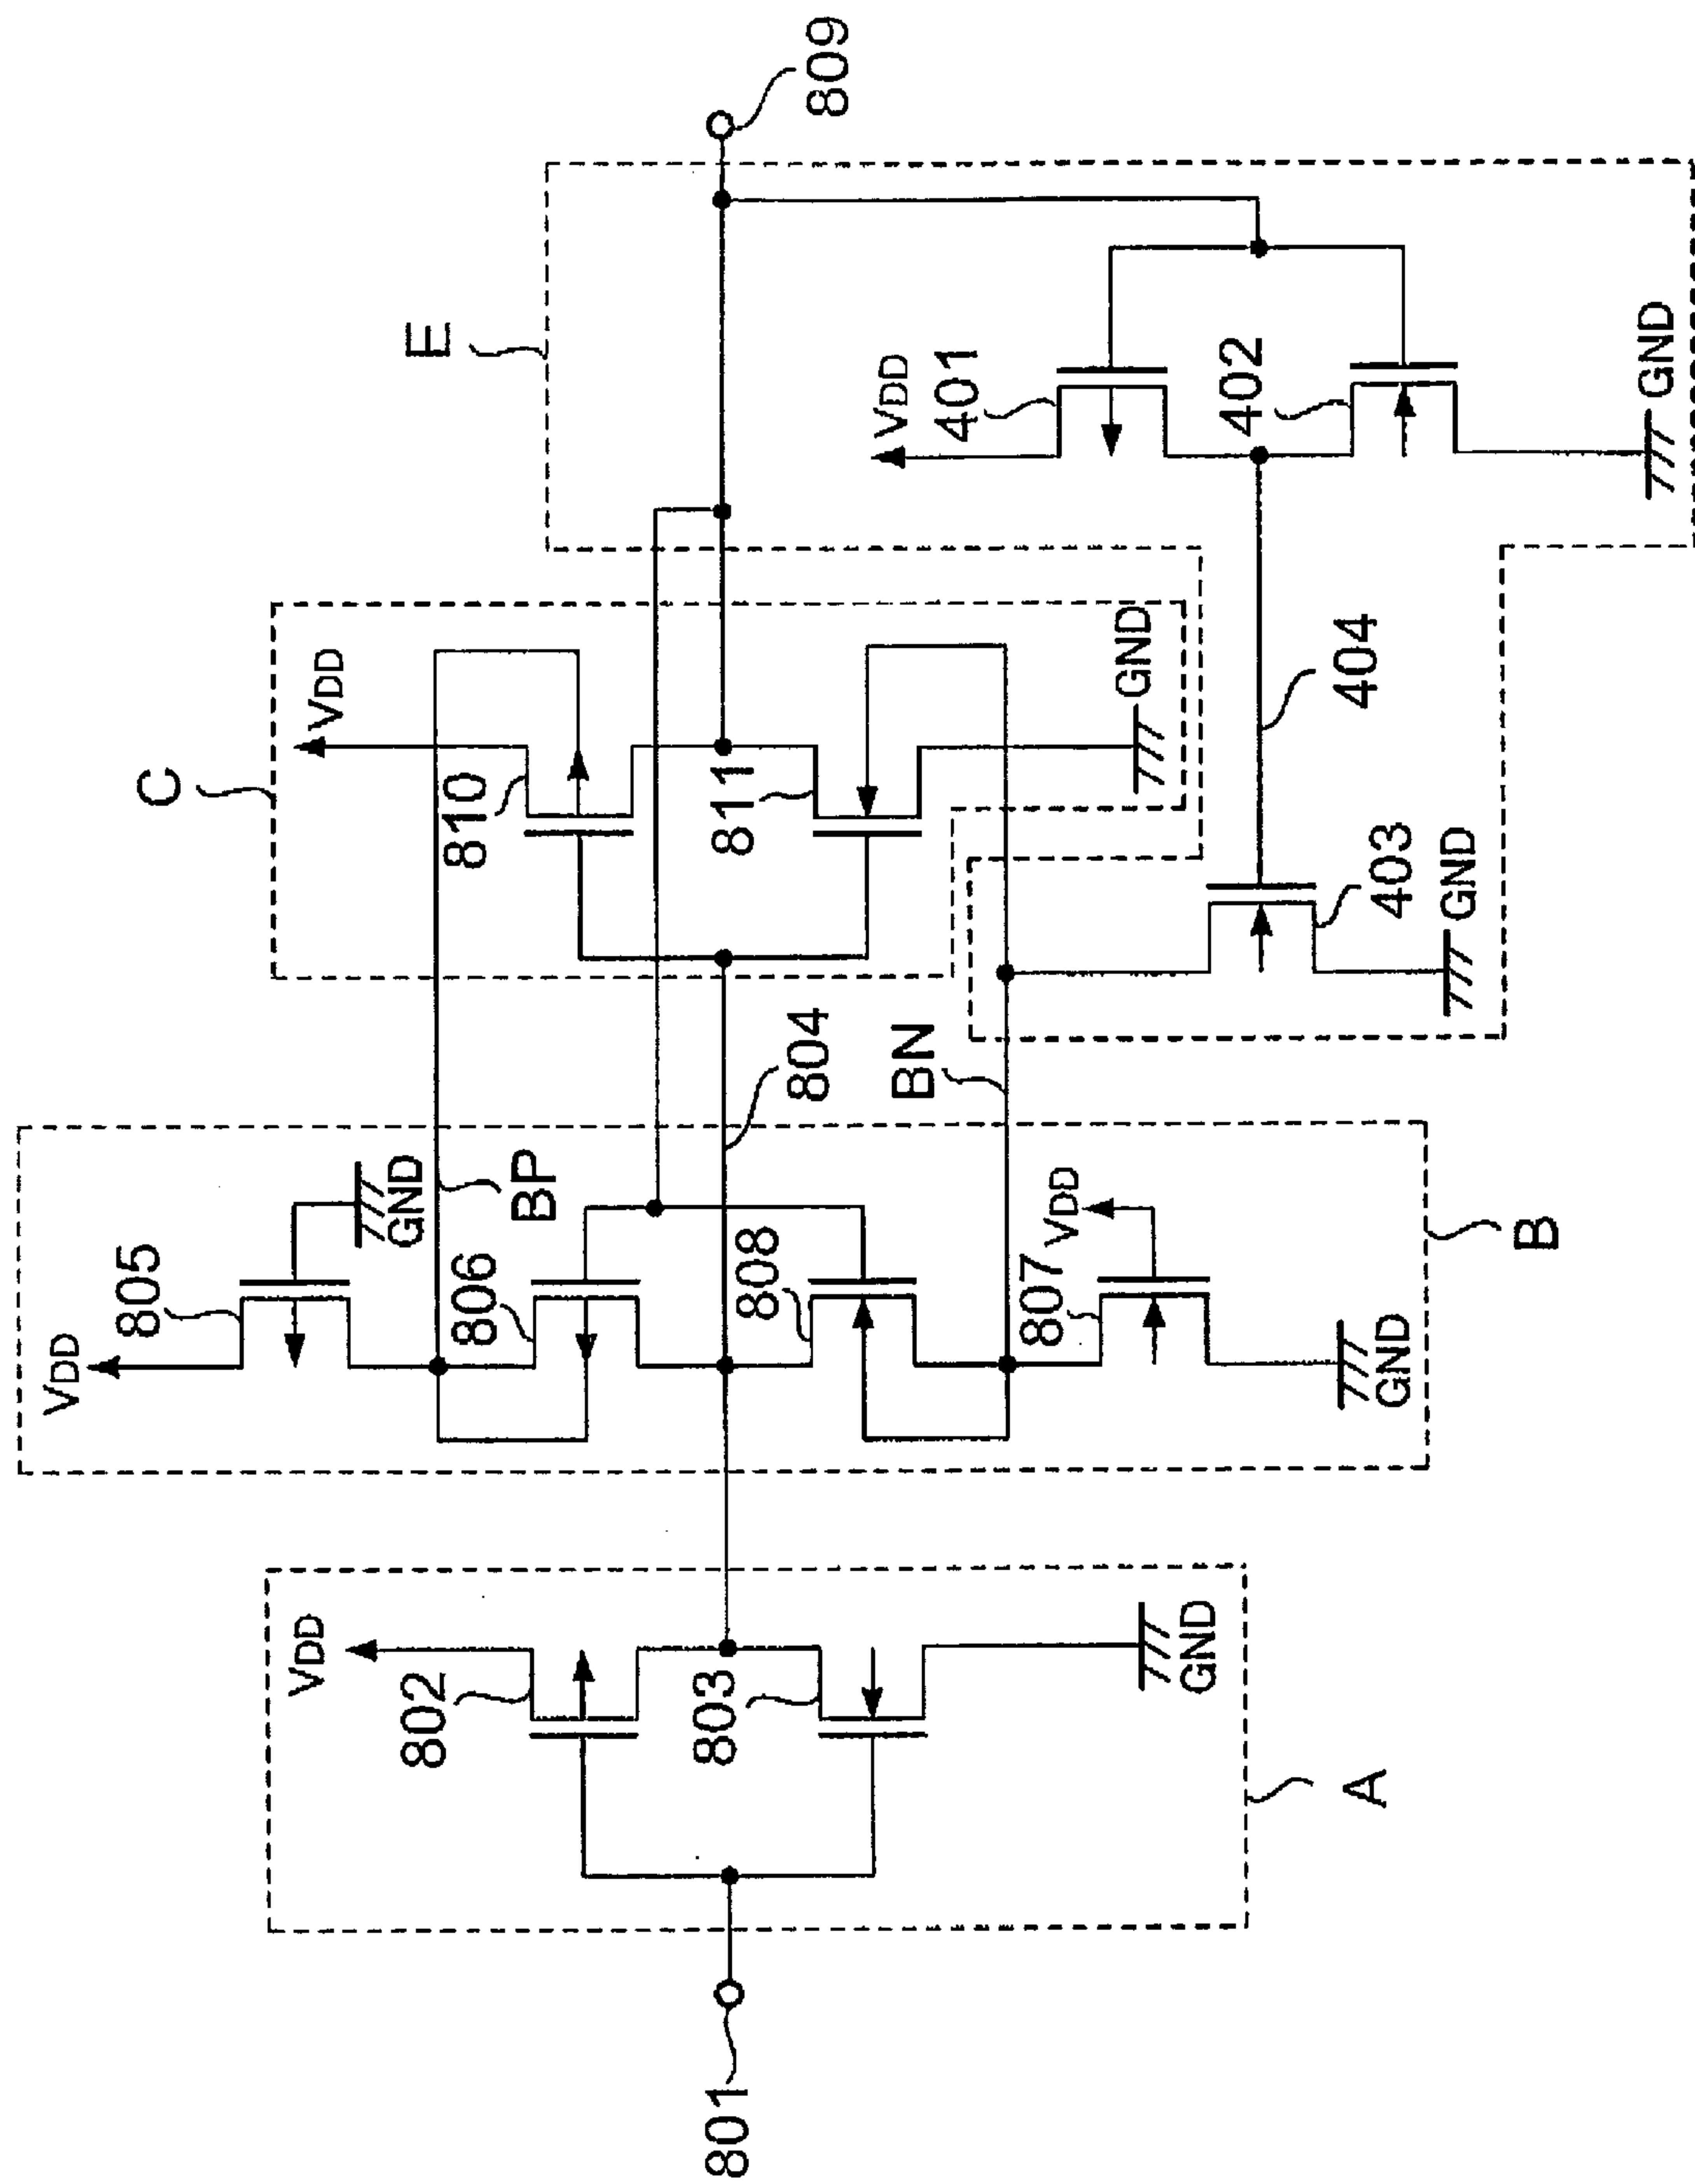 801
A
VDD
802
803
GND
B
VDD
805
GND
BP
806
808
807
VDD
GND
804
BN
C
VDD
810
811
GND
403
GND
404
E
VDD
401
402
GND
809